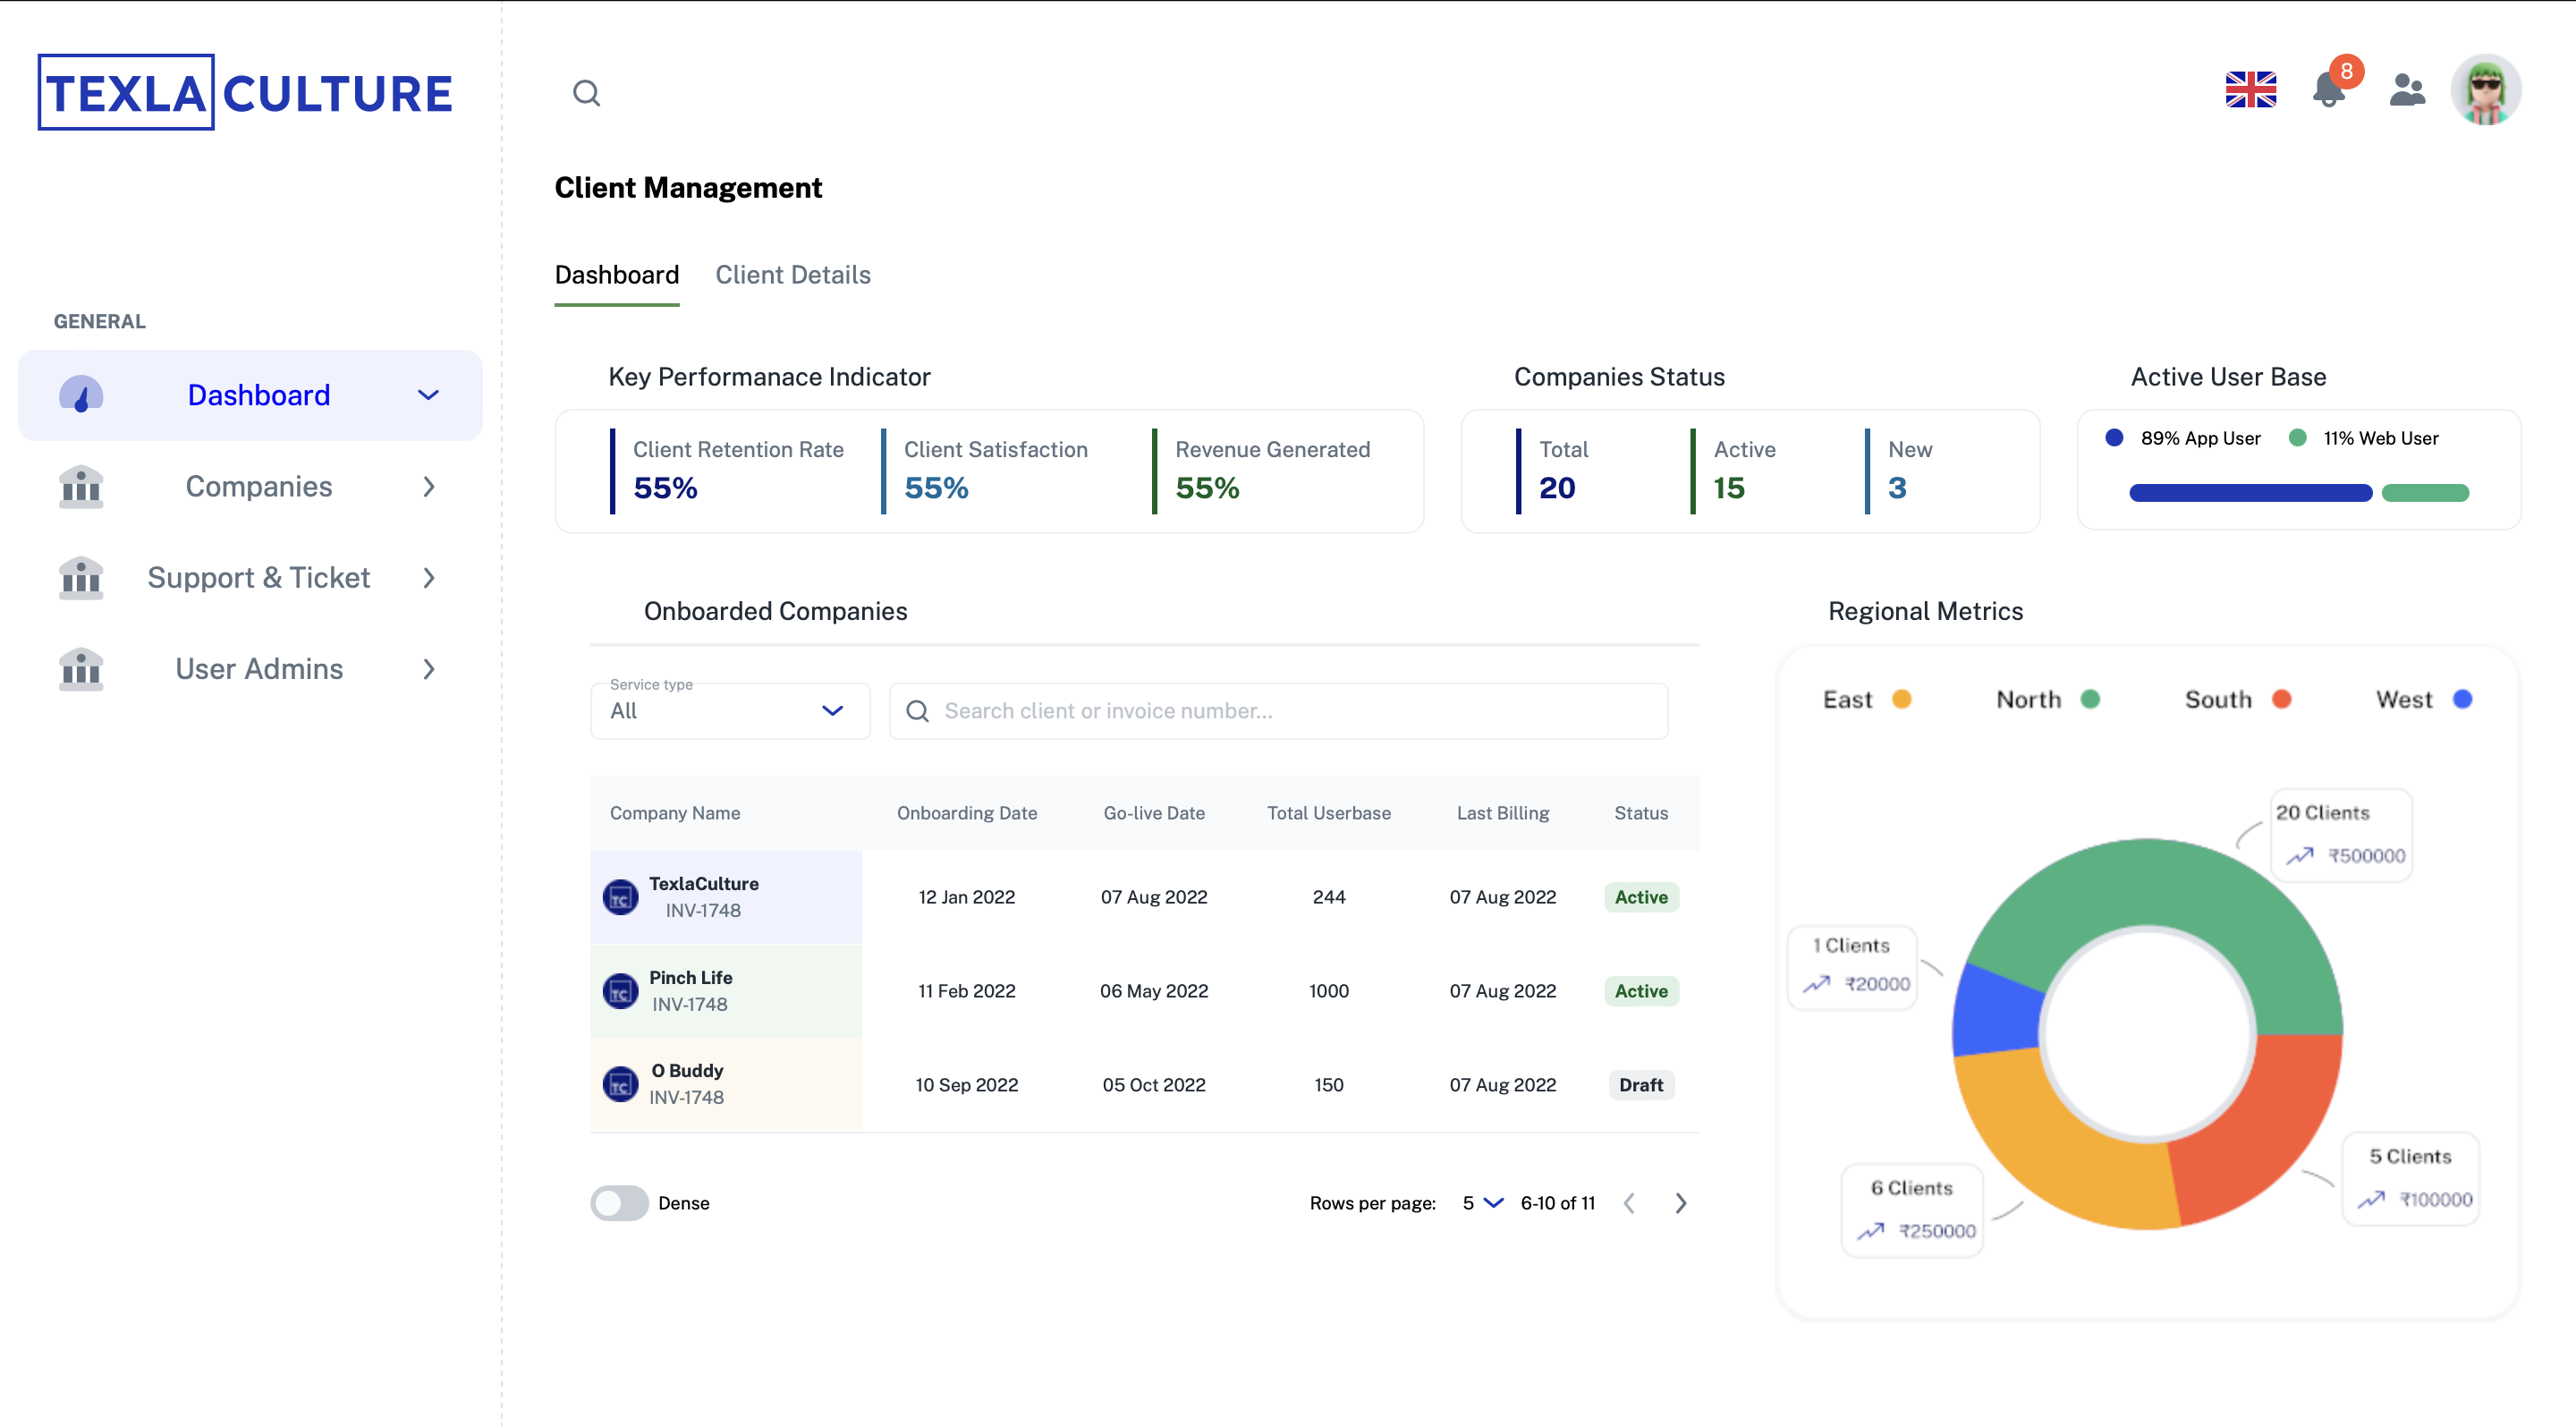 TEXLA CULTURE
8
Client Management
Dashboard Client Details
GENERAL
Dashboard
Companies
Support & Ticket
User Admins
Key Performanace Indicator
Client Retention Rate
55%
Client Satisfaction
55%
Revenue Generated
55%
Companies Status
Total
20
Active
15
New
3
Active User Base
89% App User 11% Web User
Onboarded Companies
Service type
All
Search client or invoice number...
Company Name Onboarding Date Go-live Date Total Userbase Last Billing Status
TC
TexlaCulture
INV-1748
12 Jan 2022 07 Aug 2022 244 07 Aug 2022 Active
TC
Pinch Life
INV-1748
11 Feb 2022 06 May 2022 1000 07 Aug 2022 Active
TC
O Buddy
INV-1748
10 Sep 2022 05 Oct 2022 150 07 Aug 2022 Draft
Dense
Rows per page: 5 6-10 of 11
Regional Metrics
East North South West
20 Clients
₹500000
1 Clients
₹20000
5 Clients
₹100000
6 Clients
₹250000